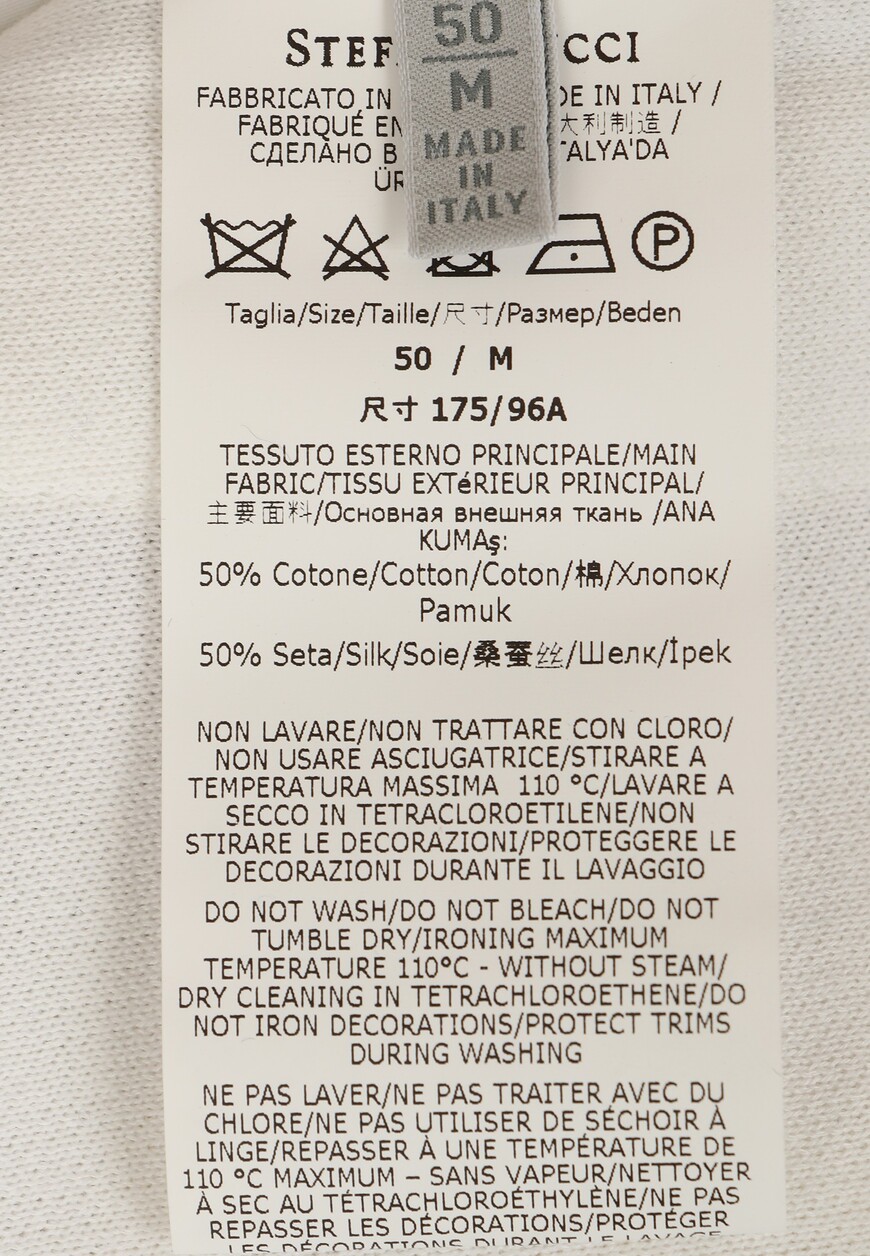 50
M
MADE
IN
ITALY
FABBRICATO IN IN ITALY /
FABRIQUÉ 大利制造 /
СДЕЛАНО В
P
Taglia/Size/Taille/尺寸/Размер/Beden
50 / M
尺寸 175/96A
TESSUTO ESTERNO PRINCIPALE/MAIN
FABRIC/TISSU EXTéRIEUR PRINCIPAL/
主要面料/Основная внешняя ткань /ANA
KUMAş:
50% Cotone/Cotton/Coton/棉/Хлопок/
Pamuk
50% Seta/Silk/Soie/桑蚕丝/Шелк/İpek
NON LAVARE/NON TRATTARE CON CLORO/
NON USARE ASCIUGATRICE/STIRARE A
TEMPERATURA MASSIMA 110 °C/LAVARE A
SECCO IN TETRACLOROETILENE/NON
STIRARE LE DECORAZIONI/PROTEGGERE LE
DECORAZIONI DURANTE IL LAVAGGIO
DO NOT WASH/DO NOT BLEACH/DO NOT
TUMBLE DRY/IRONING MAXIMUM
TEMPERATURE 110°C - WITHOUT STEAM/
DRY CLEANING IN TETRACHLOROETHENE/DO
NOT IRON DECORATIONS/PROTECT TRIMS
DURING WASHING
NE PAS LAVER/NE PAS TRAITER AVEC DU
CHLORE/NE PAS UTILISER DE SÉCHOIR À
LINGE/REPASSER À UNE TEMPÉRATURE DE
110 °C MAXIMUM – SANS VAPEUR/NETTOYER
À SEC AU TÉTRACHLOROÉTHYLÈNE/NE PAS
REPASSER LES DÉCORATIONS/PROTÉGER
LES DÉCORATIONS DURANT LE LAVAGE